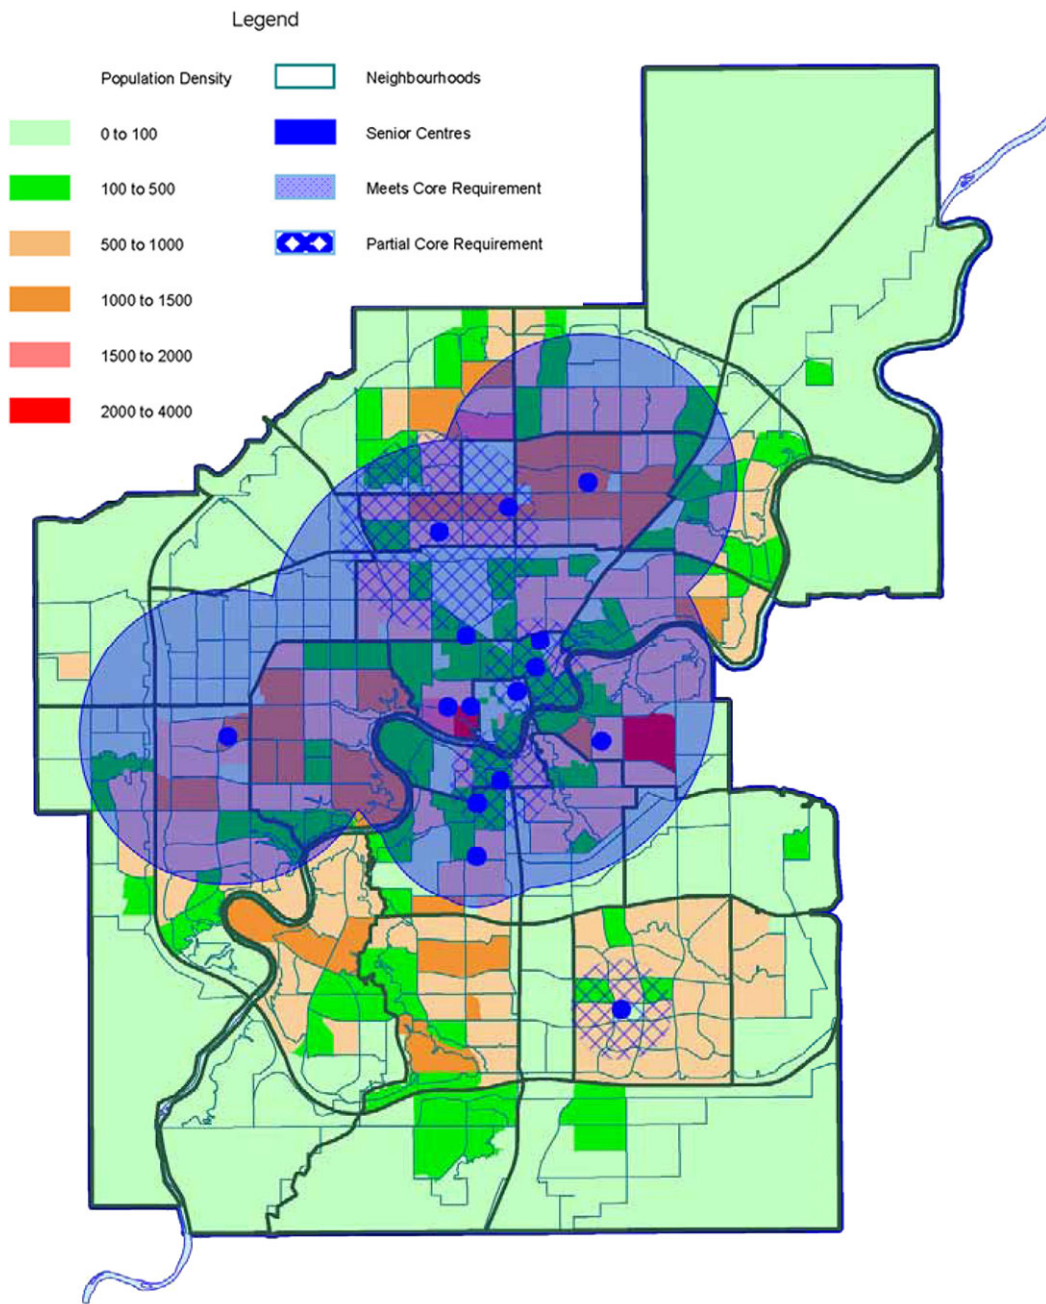 Legend
Population Density
Neighbourhoods
0 to 100
Senior Centres
100 to 500
Meets Core Requirement
500 to 1000
Partial Core Requirement
1000 to 1500
1500 to 2000
2000 to 4000